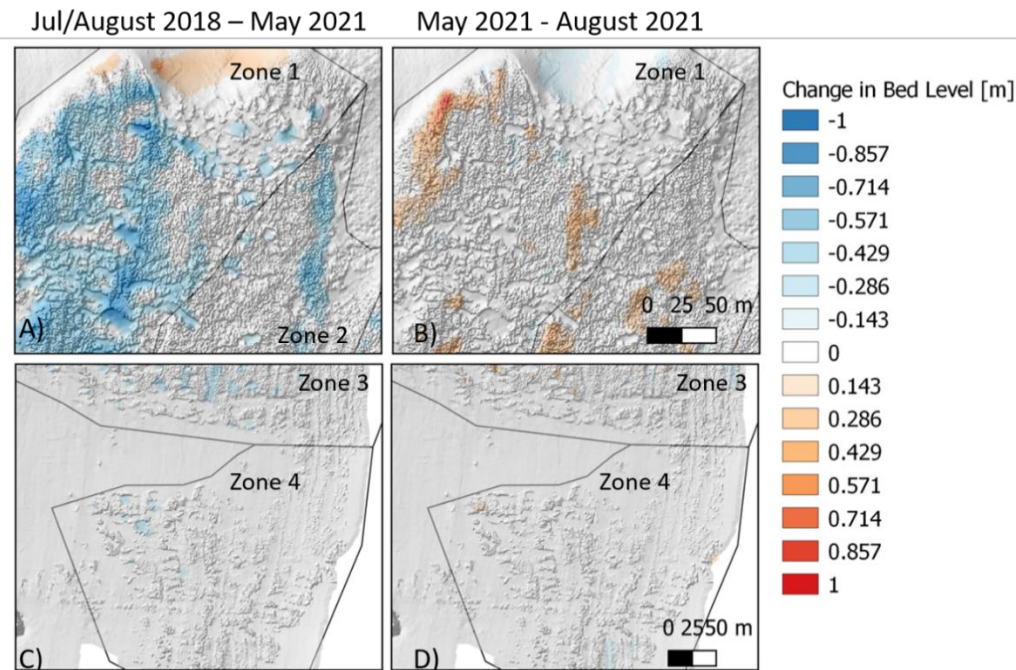 Jul/August 2018 – May 2021
May 2021 - August 2021
Zone 1
Zone 2
A)
Zone 1
0 25 50 m
B)
Zone 3
Zone 4
C)
Zone 3
Zone 4
0 2550 m
D)
Change in Bed Level [m]
-1
-0.857
-0.714
-0.571
-0.429
-0.286
-0.143
0
0.143
0.286
0.429
0.571
0.714
0.857
1